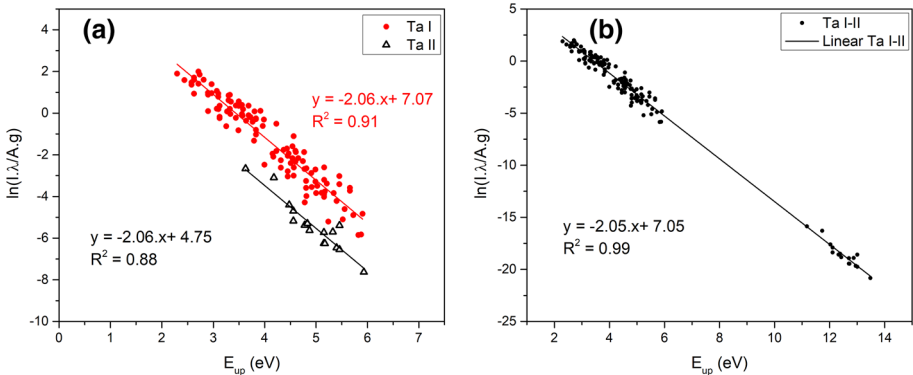 (a)
Ta I
Ta II
y = -2.06.x+ 7.07
R² = 0.91
y = -2.06.x+ 4.75
R² = 0.88
ln(I.λ/A.g)
6
4
2
0
-2
-4
-6
-8
-10
0 1 2 3 4 5 6 7
E_up (eV)
(b)
Ta I-II
Linear Ta I-II
y = -2.05.x+ 7.05
R² = 0.99
ln(I.λ/A.g)
5
0
-5
-10
-15
-20
-25
2 4 6 8 10 12 14
E_up (eV)